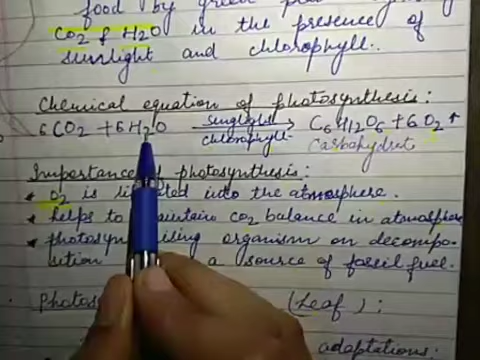 food by green in the presence of
CO2 & H2O
sunlight and chlorophyll.
Chemical equation of photosynthesis :
6CO2 + 6H2O sunlight → C6H12O6 + 6O2↑
chlorophyll Carbohydrate
Importance of photosynthesis :
O2 is liberated into the atmosphere.
helps to maintain CO2 balance in atmosphere
photosynthesising organism on decompo-
sition a source of fossil fuel.
(Leaf) :
adaptations.